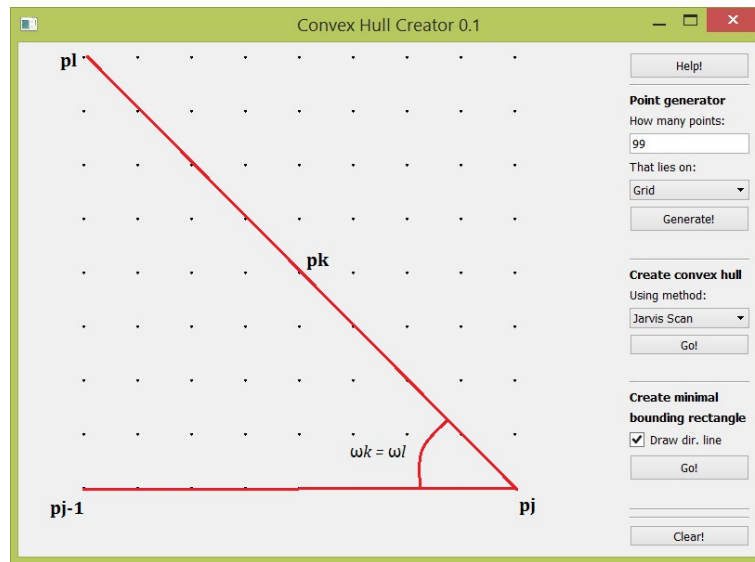 Convex Hull Creator 0.1
pl
pk
ωk = ωl
pj-1
pj
Help!
Point generator
How many points:
99
That lies on:
Grid
Generate!
Create convex hull
Using method:
Jarvis Scan
Go!
Create minimal
bounding rectangle
Draw dir. line
Go!
Clear!